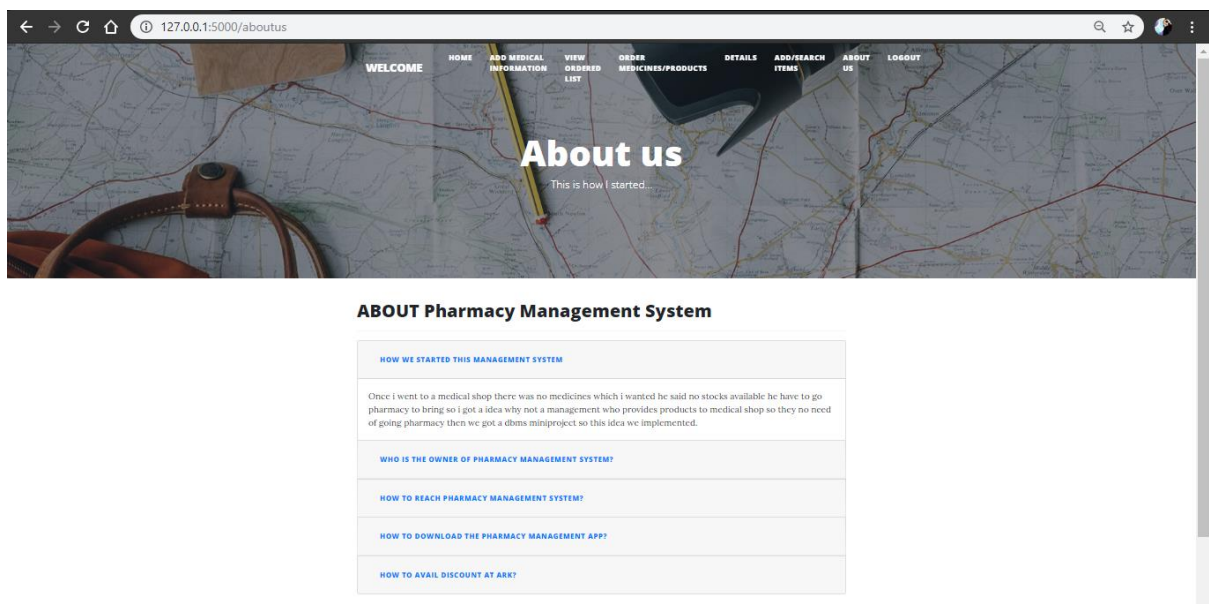 127.0.0.1:5000/aboutus
WELCOME
HOME
ADD MEDICAL
INFORMATION
VIEW
ORDERED
LIST
ORDER
MEDICINES/PRODUCTS
DETAILS
ADD/SEARCH
ITEMS
ABOUT
US
LOGOUT
About us
This is how I started..
ABOUT Pharmacy Management System
HOW WE STARTED THIS MANAGEMENT SYSTEM
Once i went to a medical shop there was no medicines which i wanted he said no stocks available he have to go
pharmacy to bring so i got a idea why not a management who provides products to medical shop so they no need
of going pharmacy then we got a dbms miniproject so this idea we implemented.
WHO IS THE OWNER OF PHARMACY MANAGEMENT SYSTEM?
HOW TO REACH PHARMACY MANAGEMENT SYSTEM?
HOW TO DOWNLOAD THE PHARMACY MANAGEMENT APP?
HOW TO AVAIL DISCOUNT AT ARK?